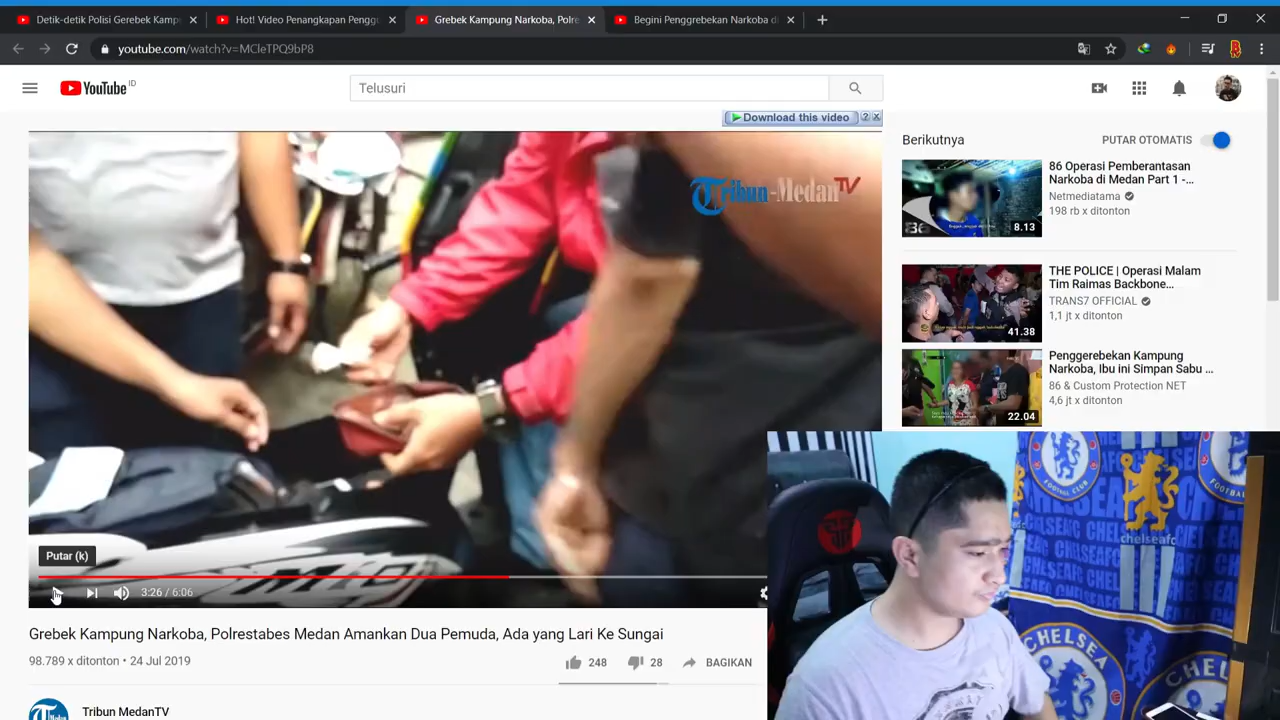 Detik-detik Polisi Gerebek Kamp
Hot! Video Penangkapan Penggu
Grebek Kampung Narkoba, Polre
Begini Penggrebekan Narkoba di
youtube.com/watch?v=MCleTPQ9bP8
YouTube ID
Telusuri
Download this video
Tribun-Medan TV
Putar (k)
3:26 / 6:06
Grebek Kampung Narkoba, Polrestabes Medan Amankan Dua Pemuda, Ada yang Lari Ke Sungai
98.789 x ditonton • 24 Jul 2019
248
28
BAGIKAN
Tribun MedanTV
Berikutnya
PUTAR OTOMATIS
86 Operasi Pemberantasan
Narkoba di Medan Part 1 -...
Netmediatama
198 rb x ditonton
8.13
THE POLICE | Operasi Malam
Tim Raimas Backbone...
TRANS7 OFFICIAL
1,1 jt x ditonton
41.38
Penggerebekan Kampung
Narkoba, Ibu ini Simpan Sabu ...
86 & Custom Protection NET
4,6 jt x ditonton
22.04
CHELSEA
FOOTBALL
chelseafc
CHELSEAFC